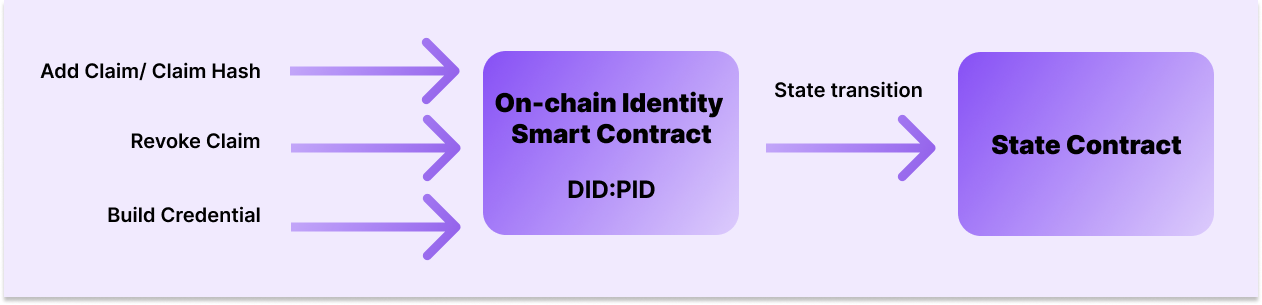 Add Claim/ Claim Hash
Revoke Claim
Build Credential
On-chain Identity
Smart Contract
DID:PID
State transition
State Contract